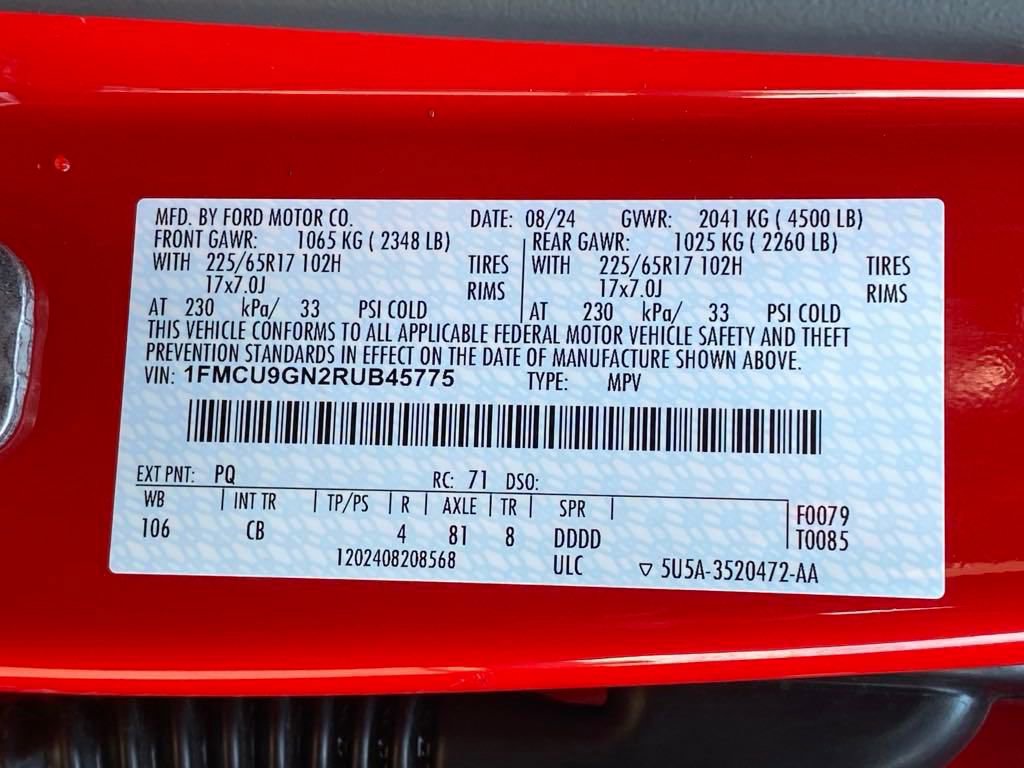 MFD. BY FORD MOTOR CO. DATE: 08/24 GVWR: 2041 KG ( 4500 LB)
FRONT GAWR: 1065 KG ( 2348 LB) REAR GAWR: 1025 KG ( 2260 LB)
WITH 225/65R17 102H TIRES WITH 225/65R17 102H TIRES
17x7.0J RIMS 17x7.0J RIMS
AT 230 kPa/ 33 PSI COLD AT 230 kPa/ 33 PSI COLD
THIS VEHICLE CONFORMS TO ALL APPLICABLE FEDERAL MOTOR VEHICLE SAFETY AND THEFT
PREVENTION STANDARDS IN EFFECT ON THE DATE OF MANUFACTURE SHOWN ABOVE.
VIN: 1FMCU9GN2RUB45775 TYPE: MPV
EXT PNT: PQ RC: 71 DSO:
WB INT TR TP/PS R AXLE TR SPR F0079
106 CB 4 81 8 DDDD T0085
1202408208568 ULC ▽ 5U5A-3520472-AA